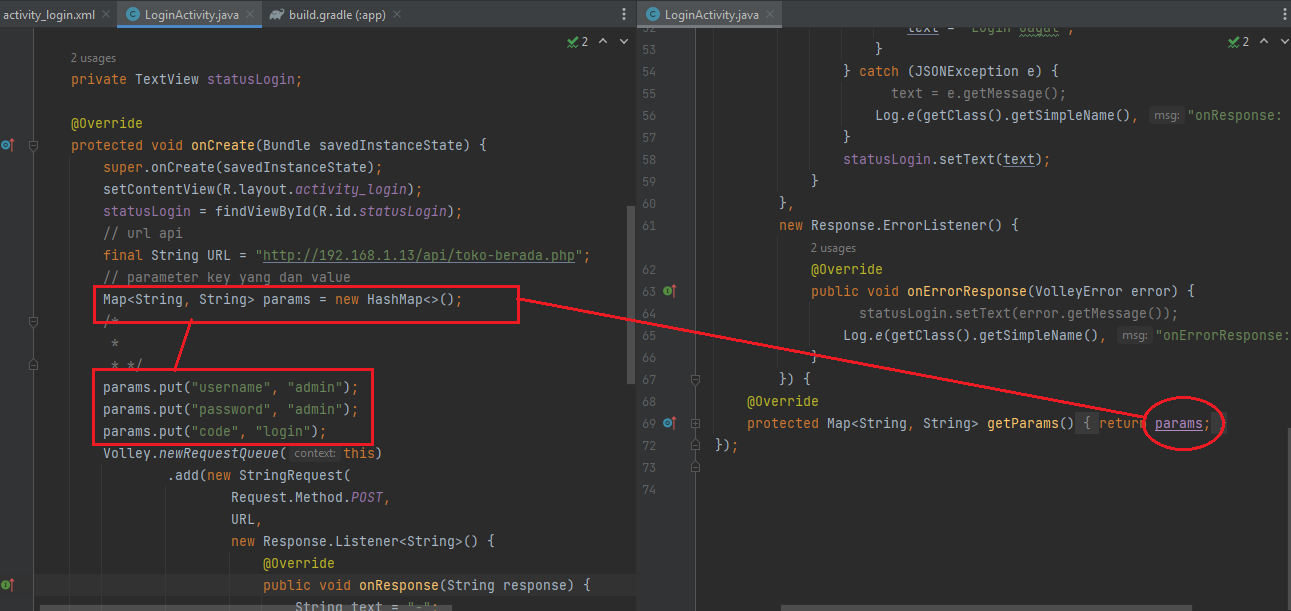 activity_login.xml
LoginActivity.java
build.gradle (:app)
2
2 usages
private TextView statusLogin;
@Override
protected void onCreate(Bundle savedInstanceState) {
super.onCreate(savedInstanceState);
setContentView(R.layout.activity_login);
statusLogin = findViewById(R.id.statusLogin);
// url api
final String URL = "http://192.168.1.13/api/toko-berada.php";
// parameter key yang dan value
Map<String, String> params = new HashMap<>();
/*
*
* */
params.put("username", "admin");
params.put("password", "admin");
params.put("code", "login");
Volley.newRequestQueue( context: this)
.add(new StringRequest(
Request.Method.POST,
URL,
new Response.Listener<String>() {
@Override
public void onResponse(String response) {
String text = "-";
LoginActivity.java
2
52 text = "Login Gagal";
53 }
54 } catch (JSONException e) {
55 text = e.getMessage();
56 Log.e(getClass().getSimpleName(), msg: "onResponse:
57 }
58 statusLogin.setText(text);
59 }
60 },
61 new Response.ErrorListener() {
2 usages
62 @Override
63 public void onErrorResponse(VolleyError error) {
64 statusLogin.setText(error.getMessage());
65 Log.e(getClass().getSimpleName(), msg: "onErrorResponse:
66 }
67 }) {
68 @Override
69 protected Map<String, String> getParams() { return params; }
72 });
73
74